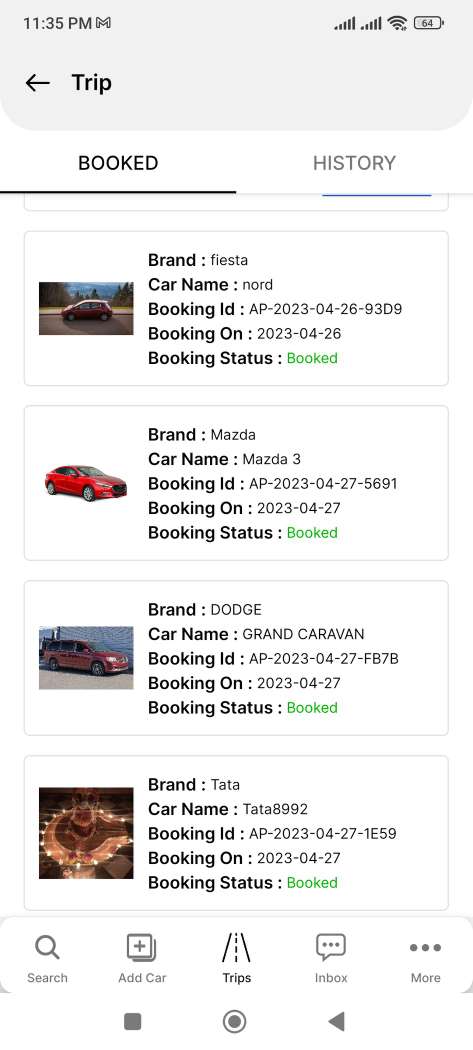 11:35 PM
64
Trip
BOOKED
HISTORY
Brand : fiesta
Car Name : nord
Booking Id : AP-2023-04-26-93D9
Booking On : 2023-04-26
Booking Status : Booked
Brand : Mazda
Car Name : Mazda 3
Booking Id : AP-2023-04-27-5691
Booking On : 2023-04-27
Booking Status : Booked
Brand : DODGE
Car Name : GRAND CARAVAN
Booking Id : AP-2023-04-27-FB7B
Booking On : 2023-04-27
Booking Status : Booked
Brand : Tata
Car Name : Tata8992
Booking Id : AP-2023-04-27-1E59
Booking On : 2023-04-27
Booking Status : Booked
Search
Add Car
Trips
Inbox
More